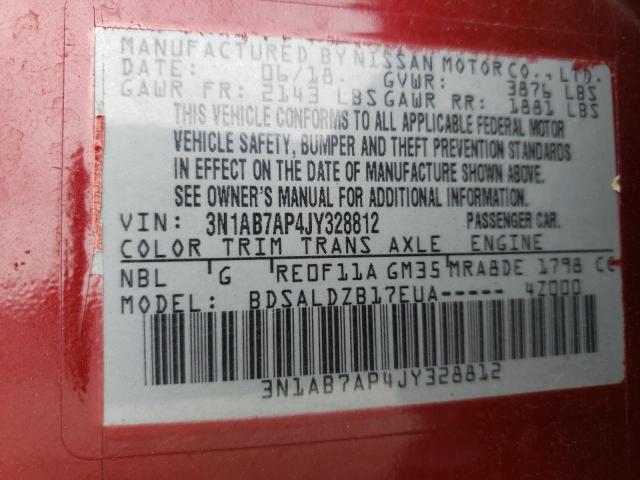 MANUFACTURED BY NISSAN MOTOR CO., LTD.
DATE: 06/18. GVWR: 3876 LBS
GAWR FR: 2143 LBS GAWR RR: 1881 LBS
THIS VEHICLE CONFORMS TO ALL APPLICABLE FEDERAL MOTOR
VEHICLE SAFETY, BUMPER AND THEFT PREVENTION STANDARDS
IN EFFECT ON THE DATE OF MANUFACTURE SHOWN ABOVE.
SEE OWNER'S MANUAL FOR ADDITIONAL INFORMATION.
VIN: 3N1AB7AP4JY328812 PASSENGER CAR.
COLOR TRIM TRANS AXLE ENGINE
NBL G RE0F11A GM35 MRA8DE 1798 CC
MODEL: BDSALDZB17EUA----- 4Z000
3N1AB7AP4JY328812